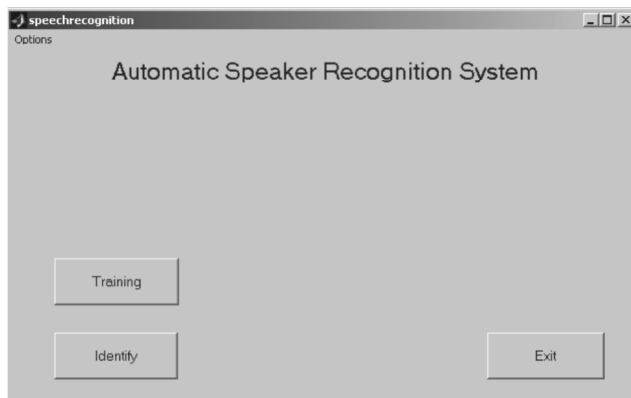 speechrecognition
Options
Automatic Speaker Recognition System
Training
Identify
Exit